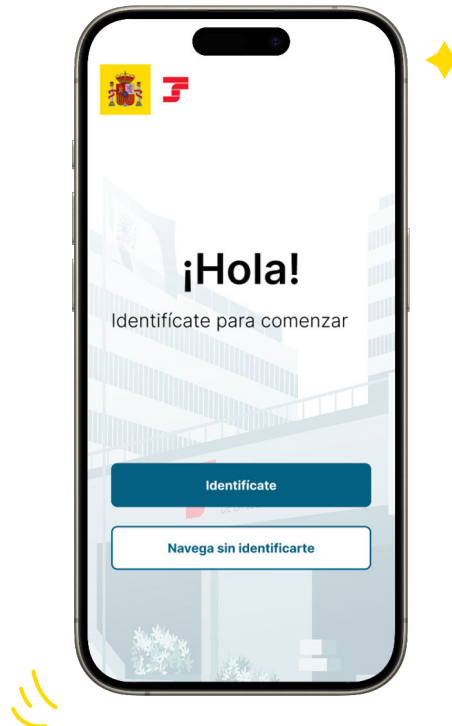 ¡Hola!
Identifícate para comenzar
Identifícate
Navega sin identificarte